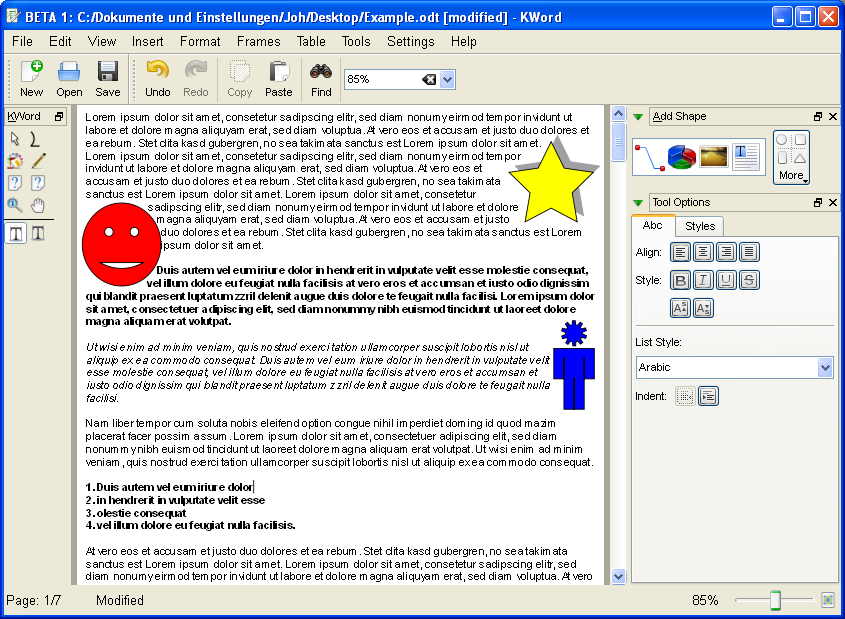 BETA 1: C:/Dokumente und Einstellungen/Joh/Desktop/Example.odt [modified] - KWord
File Edit View Insert Format Frames Table Tools Settings Help
New Open Save Undo Redo Copy Paste Find 85%
KWord
Lorem ipsum dolor sit amet, consetetur sadipscing elitr, sed diam nonumy eirmod tempor invidunt ut
labore et dolore magna aliquyam erat, sed diam voluptua. At vero eos et accusam et justo duo dolores et
ea rebum. Stet clita kasd gubergren, no sea takimata sanctus est Lorem ipsum dolor sit amet.
Lorem ipsum dolor sit amet, consetetur sadipscing elitr, sed diam nonumy eirmod tempor
invidunt ut labore et dolore magna aliquyam erat, sed diam voluptua. At vero eos et
accusam et justo duo dolores et ea rebum. Stet clita kasd gubergren, no sea takimata
sanctus est Lorem ipsum dolor sit amet. Lorem ipsum dolor sit amet, consetetur
sadipscing elitr, sed diam nonumy eirmod tempor invidunt ut labore et dolore
magna aliquyam erat, sed diam voluptua. At vero eos et accusam et justo
duo dolores et ea rebum. Stet clita kasd gubergren, no sea takimata sanctus est Lorem
ipsum dolor sit amet.
Duis autem vel eum iriure dolor in hendrerit in vulputate velit esse molestie consequat,
vel illum dolore eu feugiat nulla facilisis at vero eros et accumsan et iusto odio dignissim
qui blandit praesent luptatum zzril delenit augue duis dolore te feugait nulla facilisi. Lorem ipsum dolor
sit amet, consectetuer adipiscing elit, sed diam nonummy nibh euismod tincidunt ut laoreet dolore
magna aliquam erat volutpat.
Ut wisi enim ad minim veniam, quis nostrud exerci tation ullamcorper suscipit lobortis nisl ut
aliquip ex ea commodo consequat. Duis autem vel eum iriure dolor in hendrerit in vulputate velit
esse molestie consequat, vel illum dolore eu feugiat nulla facilisis at vero eros et accumsan et
iusto odio dignissim qui blandit praesent luptatum zzril delenit augue duis dolore te feugait nulla
facilisi.
Nam liber tempor cum soluta nobis eleifend option congue nihil imperdiet doming id quod mazim
placerat facer possim assum. Lorem ipsum dolor sit amet, consectetuer adipiscing elit, sed diam
nonummy nibh euismod tincidunt ut laoreet dolore magna aliquam erat volutpat. Ut wisi enim ad minim
veniam, quis nostrud exerci tation ullamcorper suscipit lobortis nisl ut aliquip ex ea commodo consequat.
1. Duis autem vel eum iriure dolor
2. in hendrerit in vulputate velit esse
3. olestie consequat
4. vel illum dolore eu feugiat nulla facilisis.
At vero eos et accusam et justo duo dolores et ea rebum. Stet clita kasd gubergren, no sea takimata
sanctus est Lorem ipsum dolor sit amet. Lorem ipsum dolor sit amet, consetetur sadipscing elitr, sed
diam nonumy eirmod tempor invidunt ut labore et dolore magna aliquyam erat, sed diam voluptua. At vero
Add Shape
More
Tool Options
Abc Styles
Align:
Style: B I U S
List Style:
Arabic
Indent:
Page: 1/7 Modified 85%